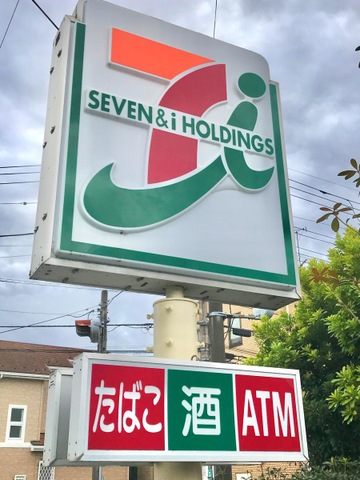 SEVEN & i HOLDINGS
たばこ 酒 ATM